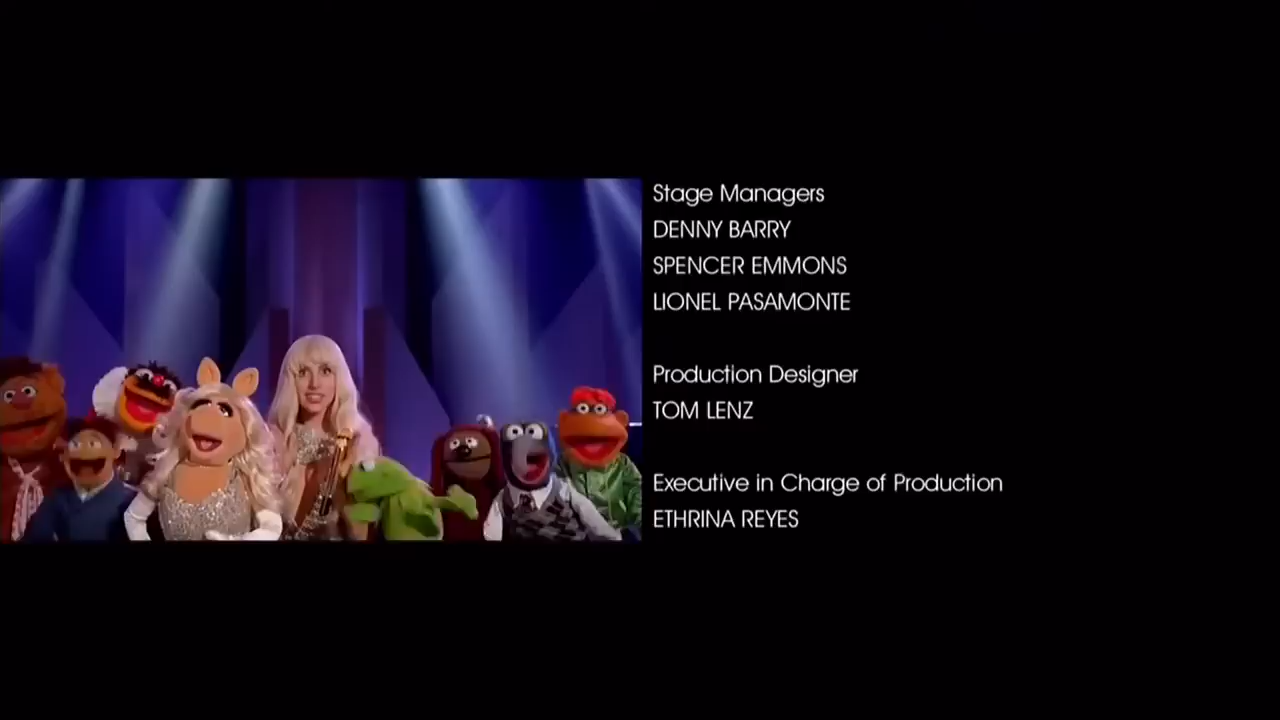 Stage Managers
DENNY BARRY
SPENCER EMMONS
LIONEL PASAMONTE
Production Designer
TOM LENZ
Executive in Charge of Production
ETHRINA REYES